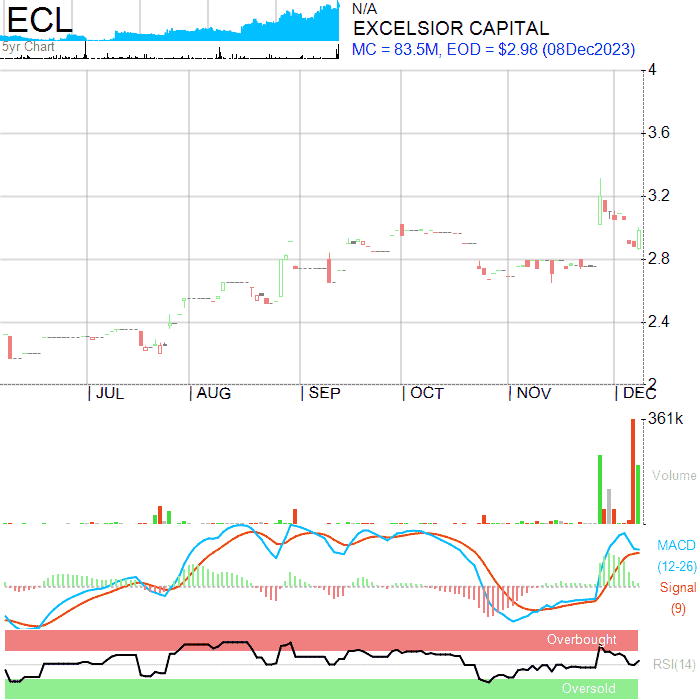 ECL
5yr Chart
N/A
EXCELSIOR CAPITAL
MC = 83.5M, EOD = $2.98 (08Dec2023)
4
3.6
3.2
2.8
2.4
2
JUL AUG SEP OCT NOV DEC
361k
Volume
MACD
(12-26)
Signal
(9)
Overbought
RSI(14)
Oversold